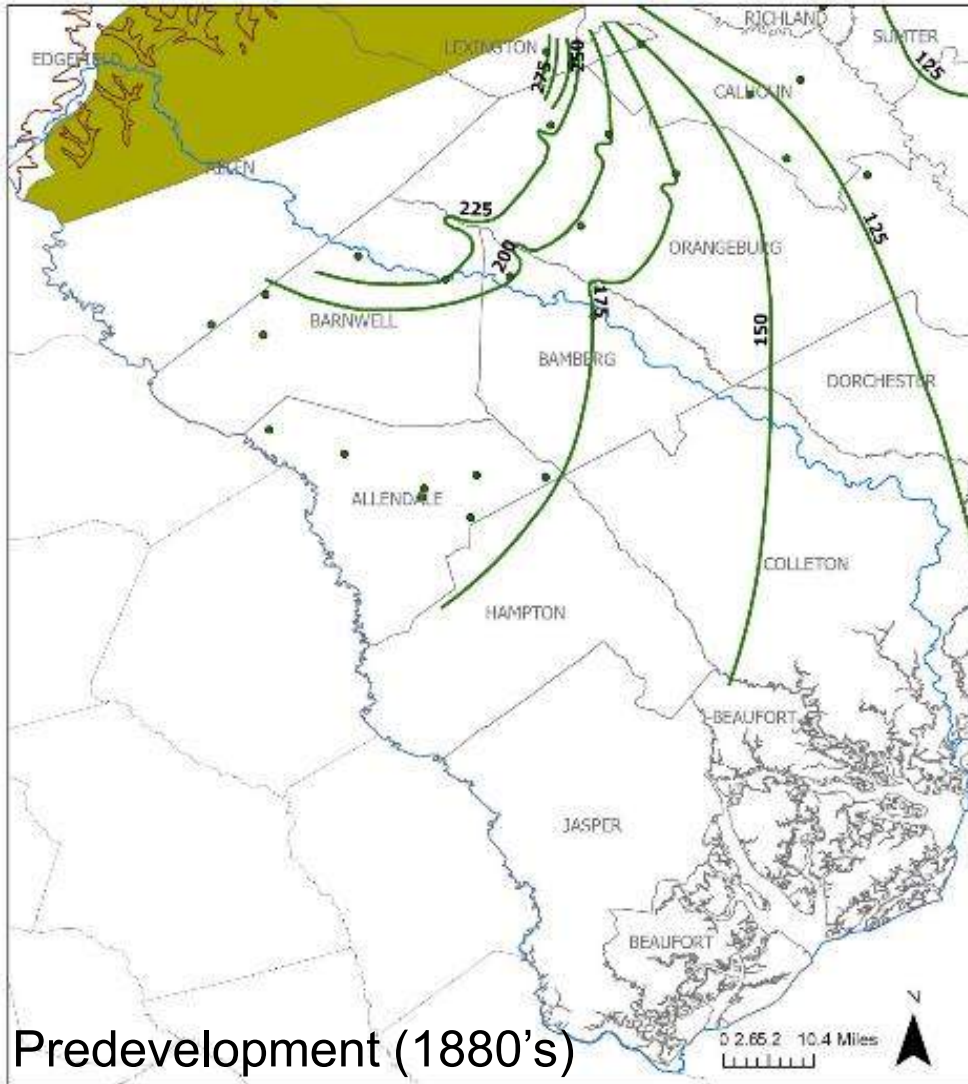 RICHLAND
SUMTER
LEXINGTON
EDGEFIELD
275
250
125
CALHOUN
AIKEN
225
200
125
ORANGEBURG
175
BARNWELL
150
BAMBERG
DORCHESTER
ALLENDALE
COLLETON
HAMPTON
BEAUFORT
JASPER
BEAUFORT
N
Predevelopment (1880's)
0 2.65.2 10.4 Miles